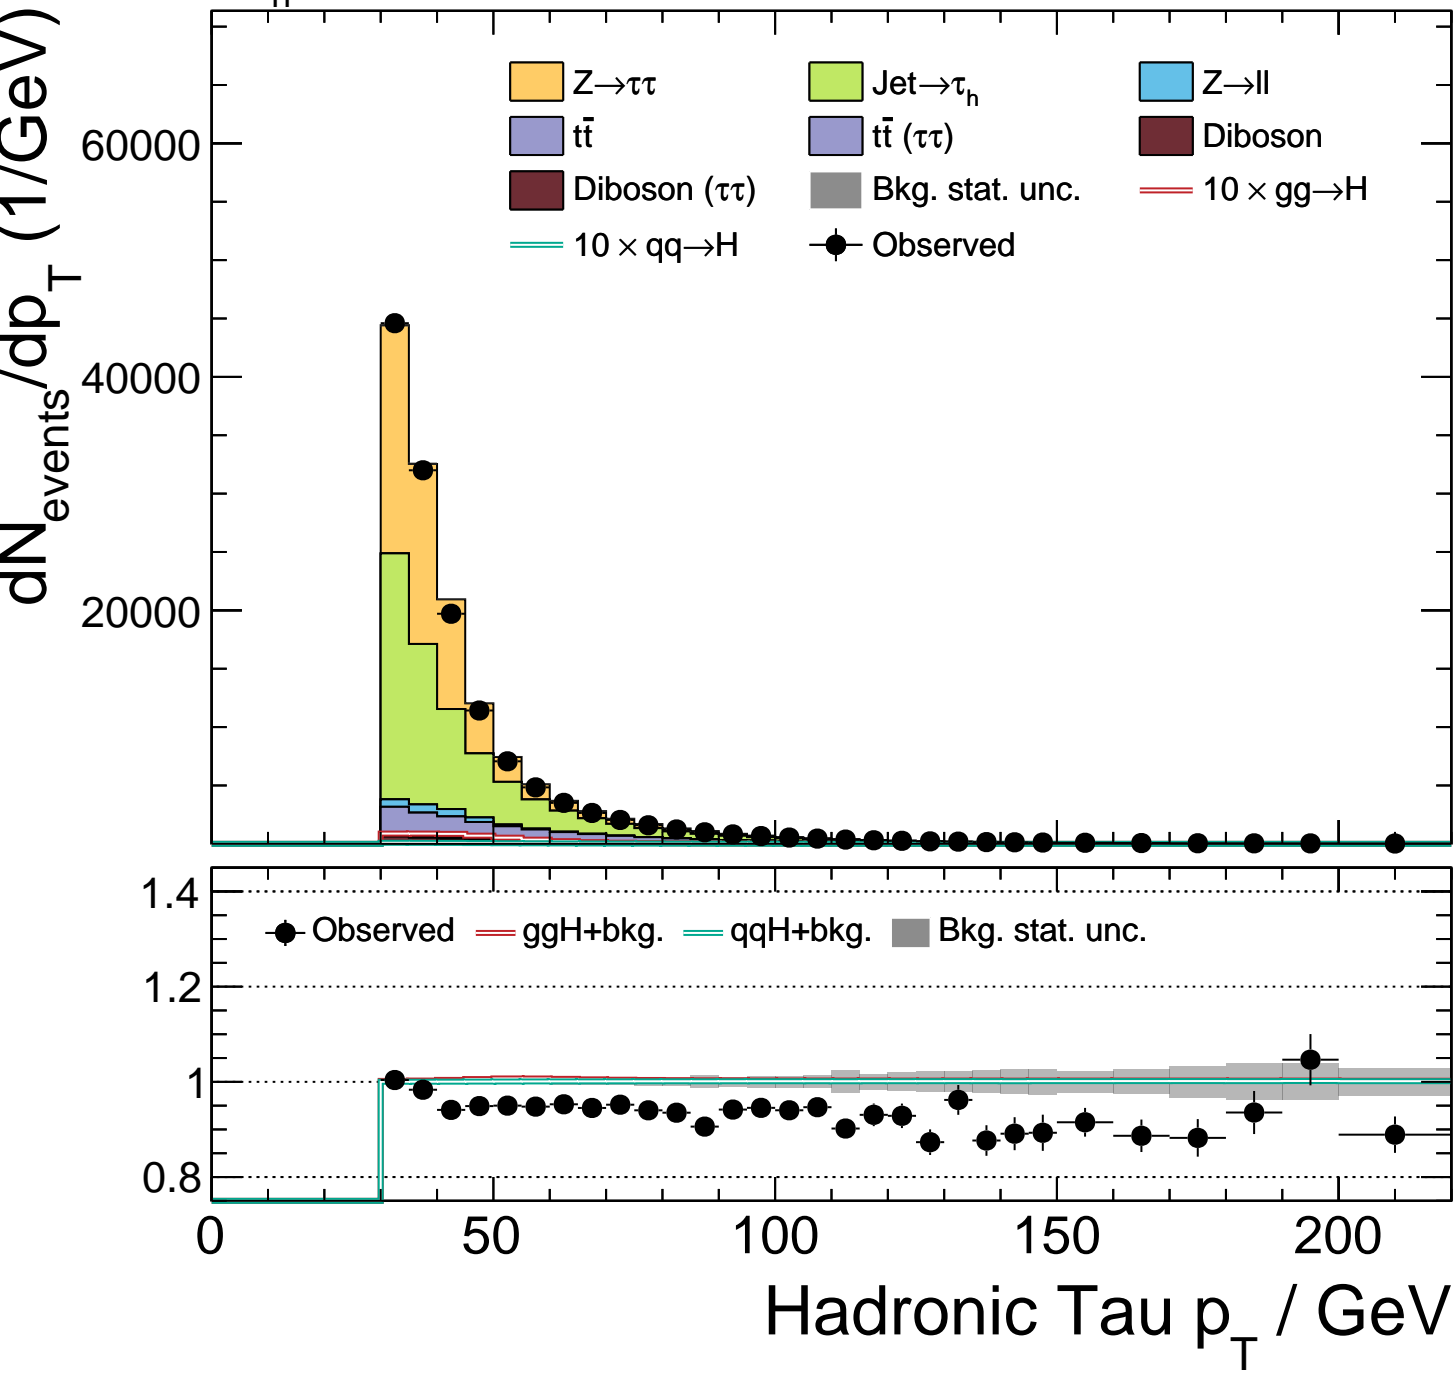 dN_events/dp_T (1/GeV)
Z→ττ Jet→τ_h Z→ll
tt̄ tt̄ (ττ) Diboson
Diboson (ττ) Bkg. stat. unc. 10 × gg→H
10 × qq→H Observed
60000
40000
20000
Observed ggH+bkg. qqH+bkg. Bkg. stat. unc.
1.4
1.2
1
0.8
0 50 100 150 200
Hadronic Tau p_T / GeV